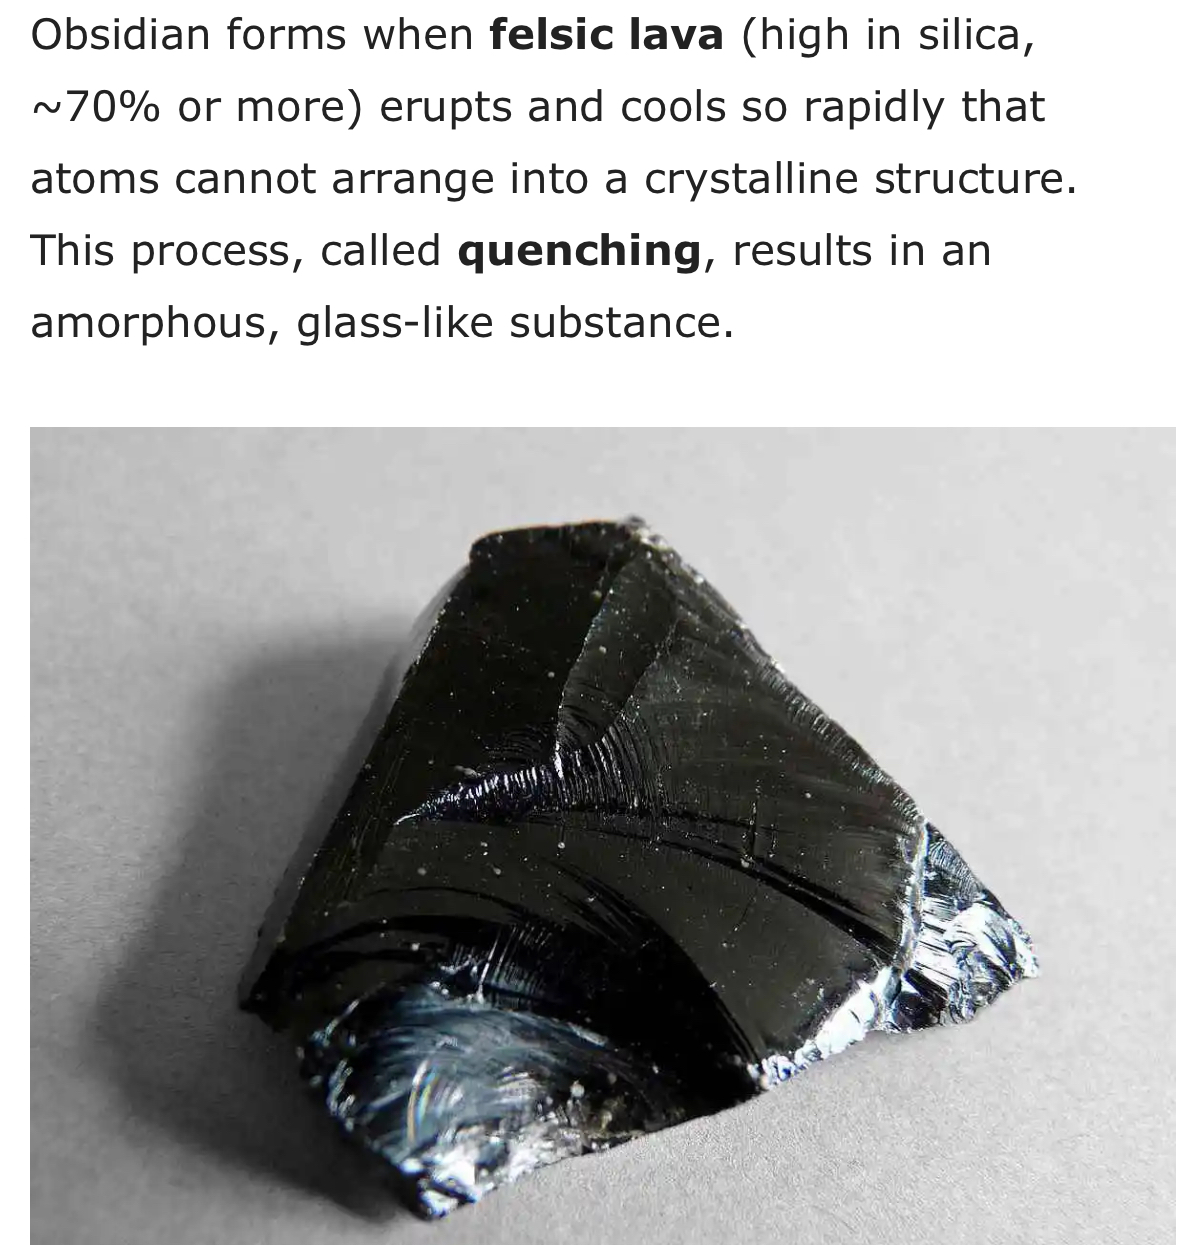 Obsidian forms when felsic lava (high in silica,
~70% or more) erupts and cools so rapidly that
atoms cannot arrange into a crystalline structure.
This process, called quenching, results in an
amorphous, glass-like substance.